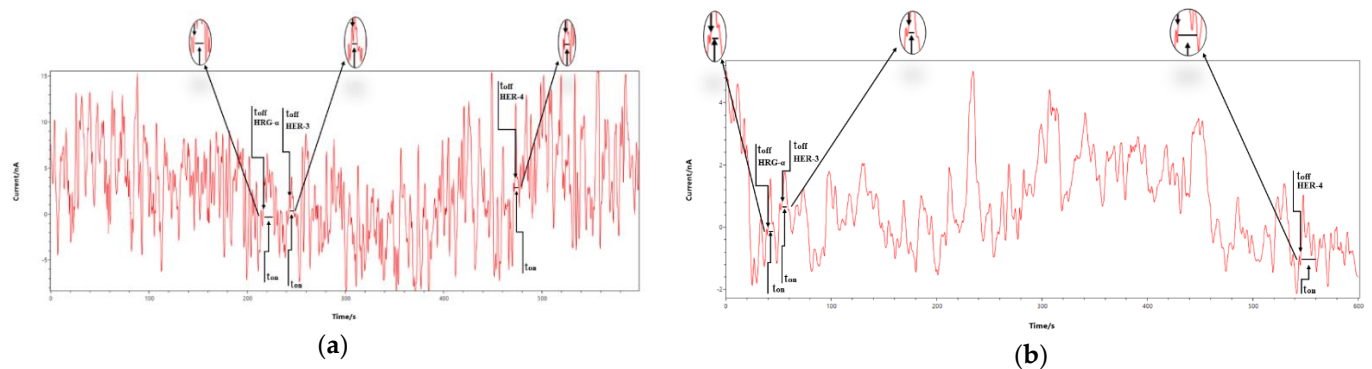 15
10
5
0
-5
Current/nA
toff
HRG-α
toff
HER-3
toff
HER-4
ton
ton
ton
0
100
200
300
400
500
Time/s
(a)
4
2
0
-2
Current/nA
toff
HRG-α
toff
HER-3
toff
HER-4
ton
ton
ton
0
100
200
300
400
500
600
Time/s
(b)